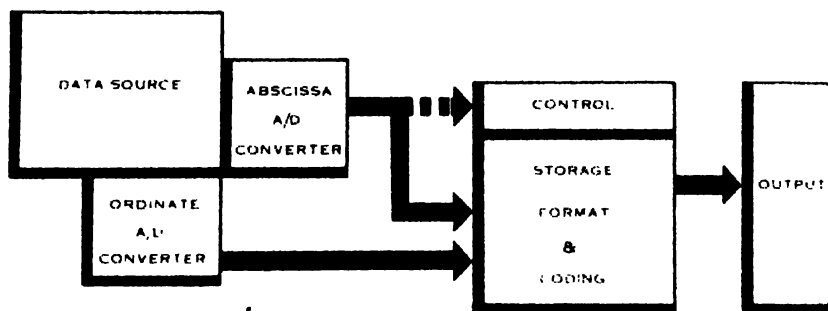 DATA SOURCE
ABSCISSA
A/D
CONVERTER
ORDINATE
A/D
CONVERTER
CONTROL
STORAGE
FORMAT
&
CODING
OUTPUT